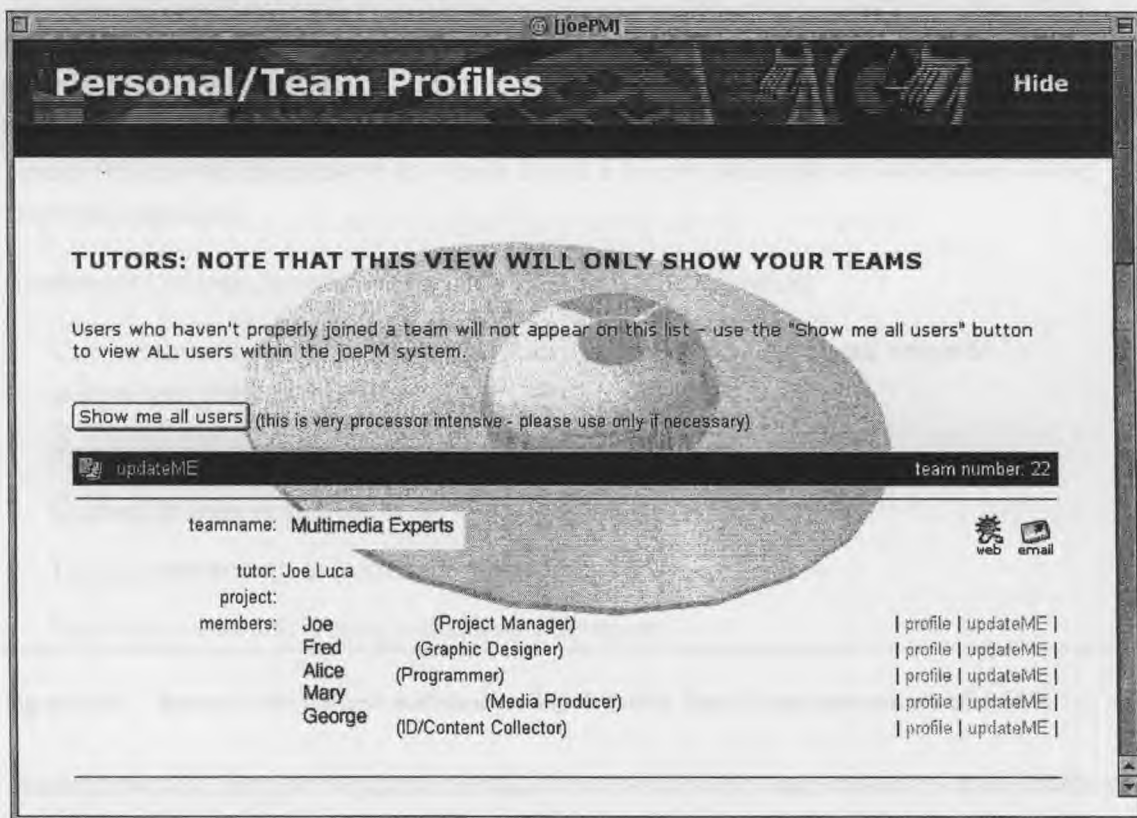 [joePM]
Personal/Team Profiles
Hide
TUTORS: NOTE THAT THIS VIEW WILL ONLY SHOW YOUR TEAMS
Users who haven't properly joined a team will not appear on this list – use the "Show me all users" button
to view ALL users within the joePM system.
Show me all users (this is very processor intensive - please use only if necessary)
updateME team number: 22
teamname: Multimedia Experts
web email
tutor: Joe Luca
project:
members: Joe (Project Manager) | profile | updateME |
Fred (Graphic Designer) | profile | updateME |
Alice (Programmer) | profile | updateME |
Mary (Media Producer) | profile | updateME |
George (ID/Content Collector) | profile | updateME |